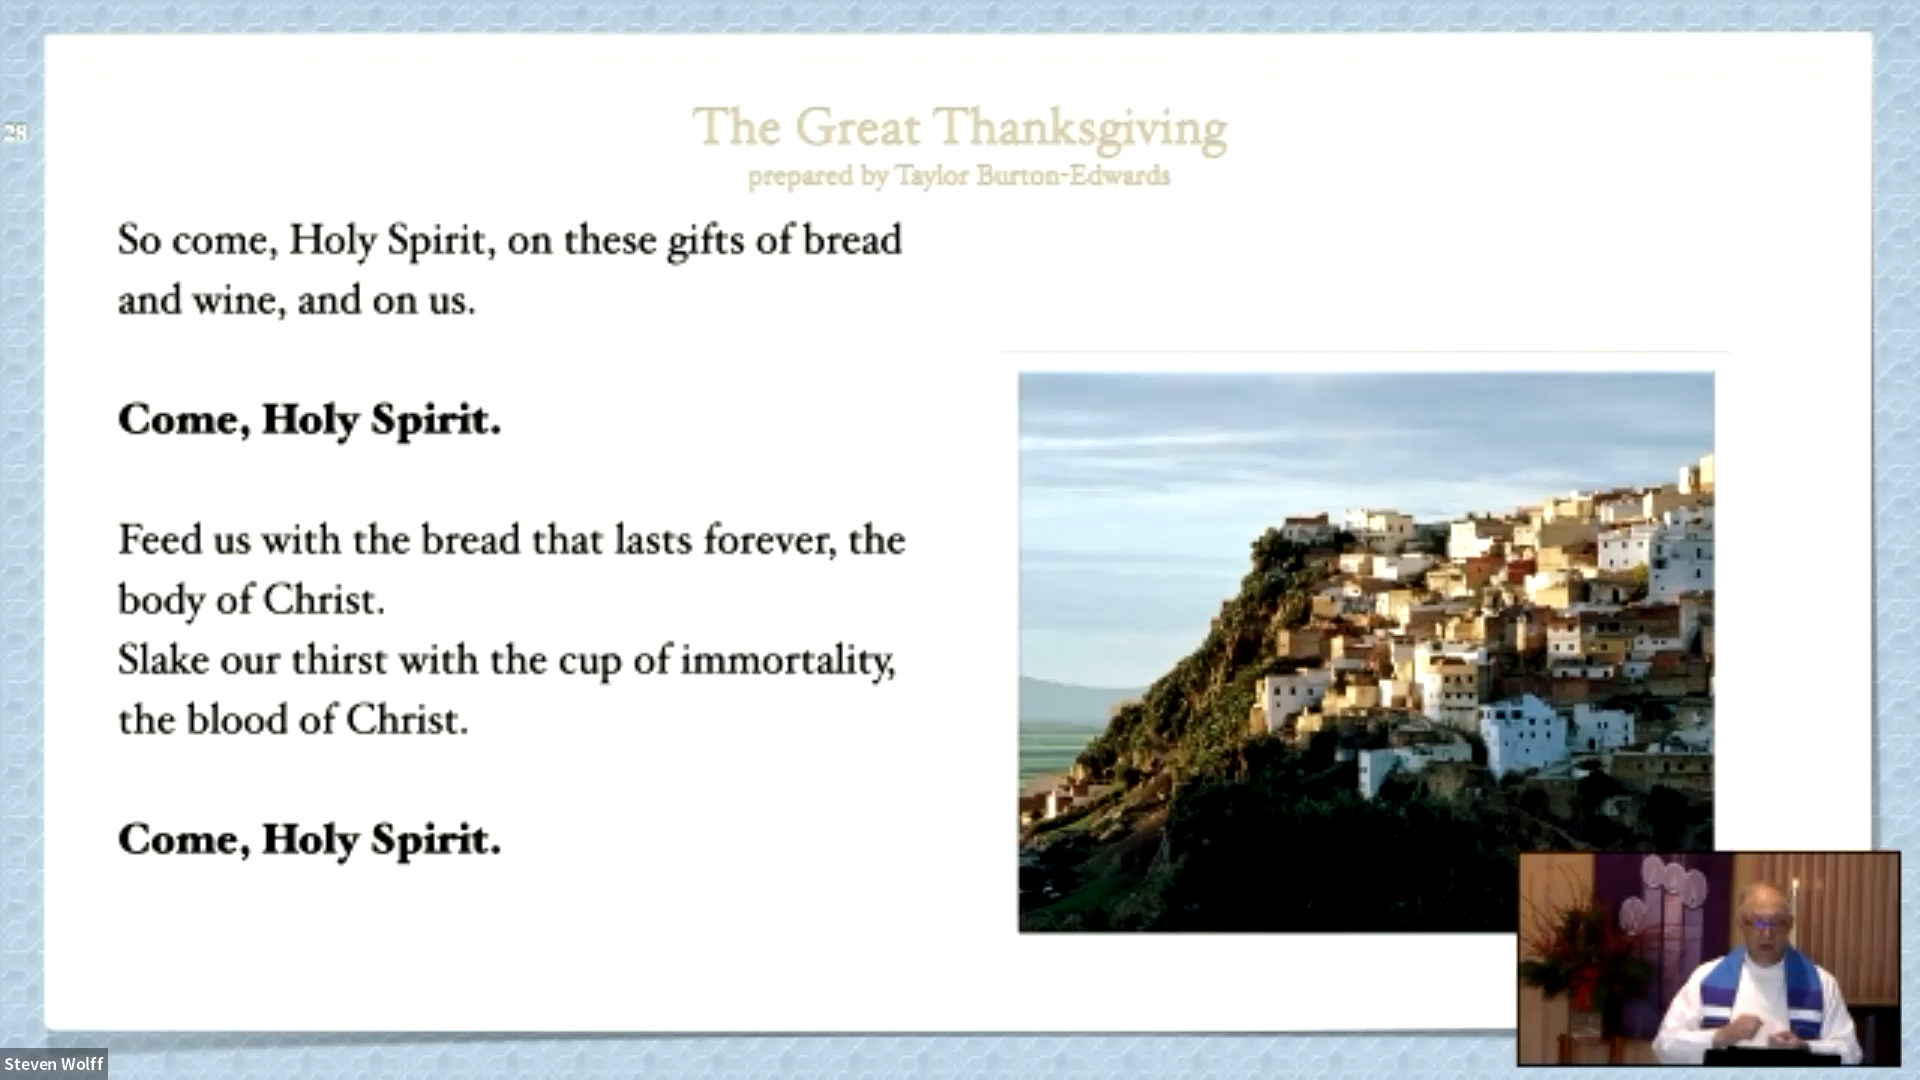 28
The Great Thanksgiving
prepared by Taylor Burton-Edwards
So come, Holy Spirit, on these gifts of bread
and wine, and on us.
Come, Holy Spirit.
Feed us with the bread that lasts forever, the
body of Christ.
Slake our thirst with the cup of immortality,
the blood of Christ.
Come, Holy Spirit.
Steven Wolff